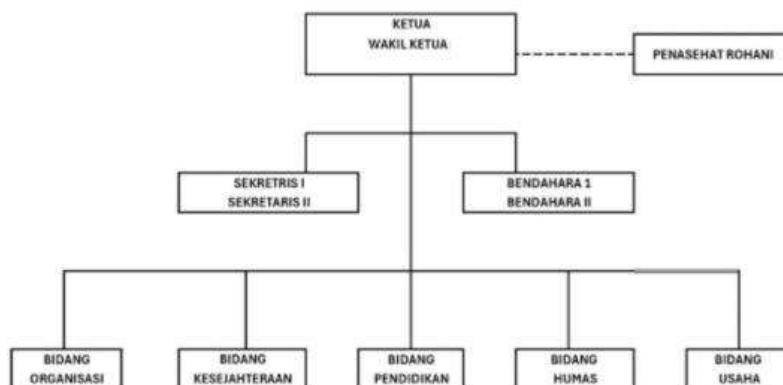 KETUA
WAKIL KETUA
PENASEHAT ROHANI
SEKRETRIS I
SEKRETARIS II
BENDAHARA 1
BENDAHARA II
BIDANG
ORGANISASI
BIDANG
KESEJAHTERAAN
BIDANG
PENDIDIKAN
BIDANG
HUMAS
BIDANG
USAHA